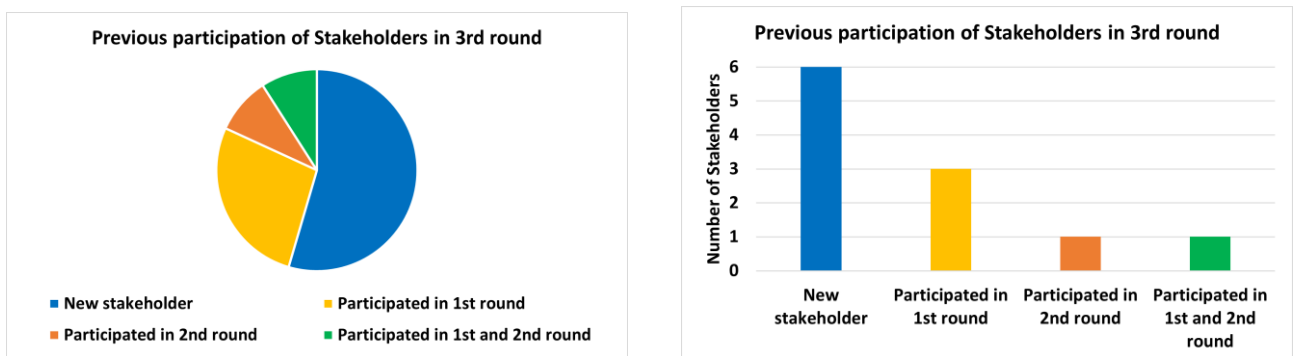 Previous participation of Stakeholders in 3rd round
New stakeholder
Participated in 1st round
Participated in 2nd round
Participated in 1st and 2nd round
Previous participation of Stakeholders in 3rd round
Number of Stakeholders
6
5
4
3
2
1
0
New
stakeholder
Participated in
1st round
Participated in
2nd round
Participated in
1st and 2nd
round